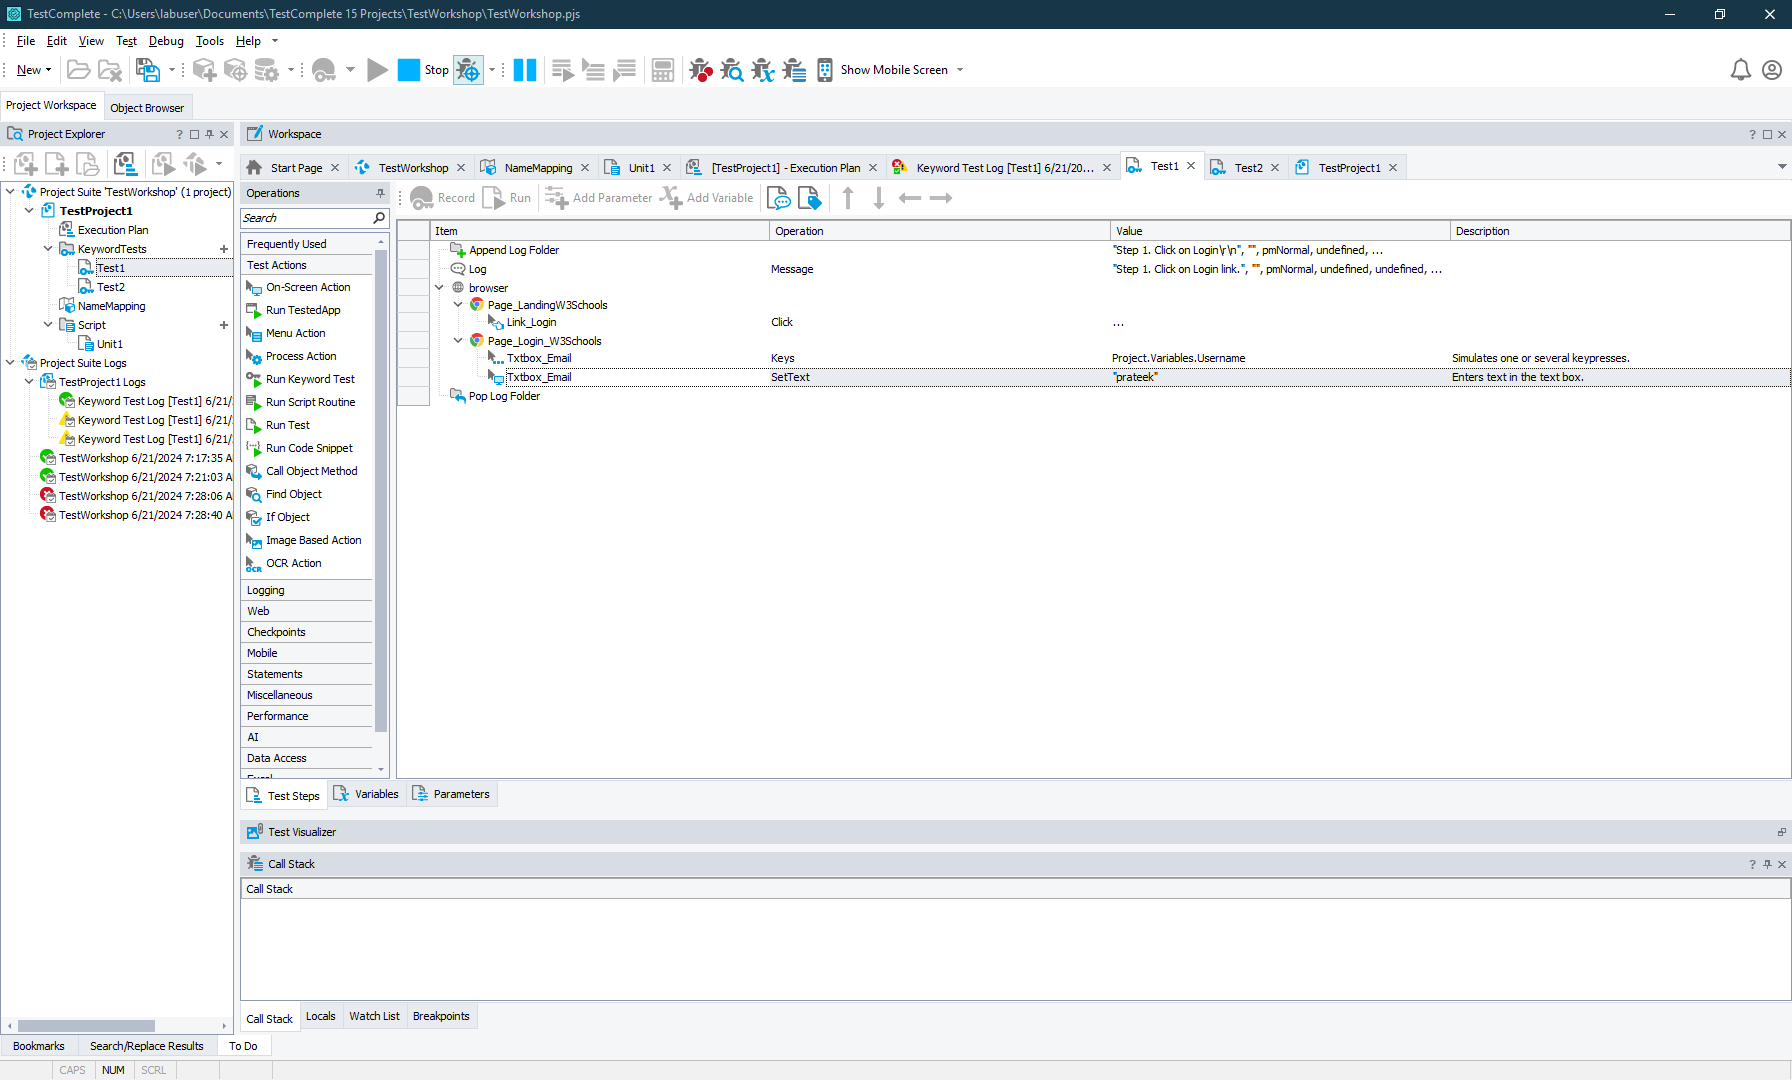 TestComplete - C:\Users\labuser\Documents\TestComplete 15 Projects\TestWorkshop\TestWorkshop.pjs
File Edit View Test Debug Tools Help
New Stop Show Mobile Screen
Project Workspace Object Browser
Project Explorer
Workspace
Start Page TestWorkshop NameMapping Unit1 [TestProject1] - Execution Plan Keyword Test Log [Test1] 6/21/20... Test1 Test2 TestProject1
Project Suite 'TestWorkshop' (1 project)
TestProject1
Execution Plan
KeywordTests
Test1
Test2
NameMapping
Script
Unit1
Project Suite Logs
TestProject1 Logs
Keyword Test Log [Test1] 6/21/
Keyword Test Log [Test1] 6/21/
Keyword Test Log [Test1] 6/21/
TestWorkshop 6/21/2024 7:17:35 A
TestWorkshop 6/21/2024 7:21:03 A
TestWorkshop 6/21/2024 7:28:06 A
TestWorkshop 6/21/2024 7:28:40 A
Operations
Search
Frequently Used
Test Actions
On-Screen Action
Run TestedApp
Menu Action
Process Action
Run Keyword Test
Run Script Routine
Run Test
Run Code Snippet
Call Object Method
Find Object
If Object
Image Based Action
OCR Action
Logging
Web
Checkpoints
Mobile
Statements
Miscellaneous
Performance
AI
Data Access
Record Run Add Parameter Add Variable
Item Operation Value Description
Append Log Folder "Step 1. Click on Login\r\n", "", pmNormal, undefined, ...
Log Message "Step 1. Click on Login link.", "", pmNormal, undefined, undefined, ...
browser
Page_LandingW3Schools
Link_Login Click ...
Page_Login_W3Schools
Txtbox_Email Keys Project.Variables.Username Simulates one or several keypresses.
Txtbox_Email SetText "prateek" Enters text in the text box.
Pop Log Folder
Test Steps Variables Parameters
Test Visualizer
Call Stack
Call Stack
Call Stack Locals Watch List Breakpoints
Bookmarks Search/Replace Results To Do
CAPS NUM SCRL